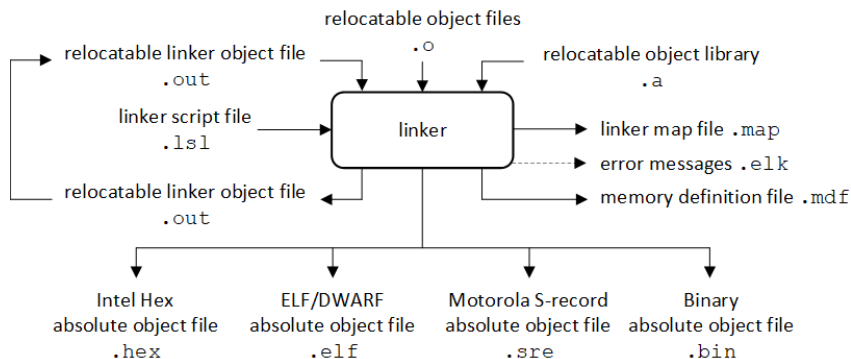 relocatable object files
.o
relocatable linker object file
.out
relocatable object library
.a
linker script file
.lsl
linker
linker map file .map
error messages .elk
relocatable linker object file
.out
memory definition file .mdf
Intel Hex
absolute object file
.hex
ELF/DWARF
absolute object file
.elf
Motorola S-record
absolute object file
.sre
Binary
absolute object file
.bin